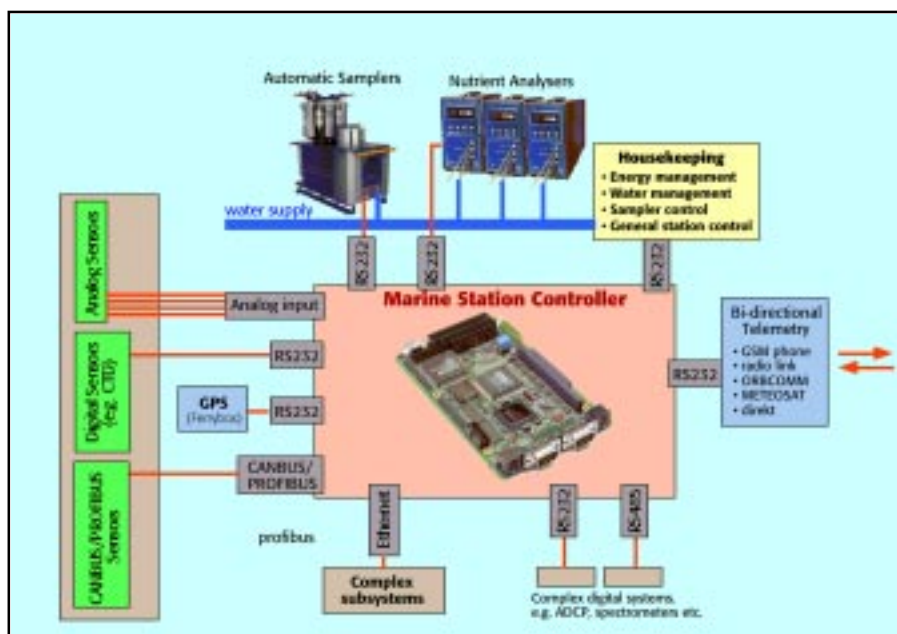 Automatic Samplers
Nutrient Analysers
Housekeeping
• Energy management
• Water management
• Sampler control
• General station control
water supply
RS232
RS232
RS232
Analog Sensors
Analog input
Marine Station Controller
Bi-directional
Telemetry
• GSM phone
• radio link
• ORBCOMM
• METEOSAT
• direkt
Digital Sensors
(e.g. CTD)
RS232
RS232
GPS
(Ferrybox)
RS232
CANBUS/PROFIBUS
Sensors
CANBUS/
PROFIBUS
profibus
Ethernet
RS232
RS485
Complex
subsystems
Complex digital systems,
e.g. ADCP, spectrometers etc.